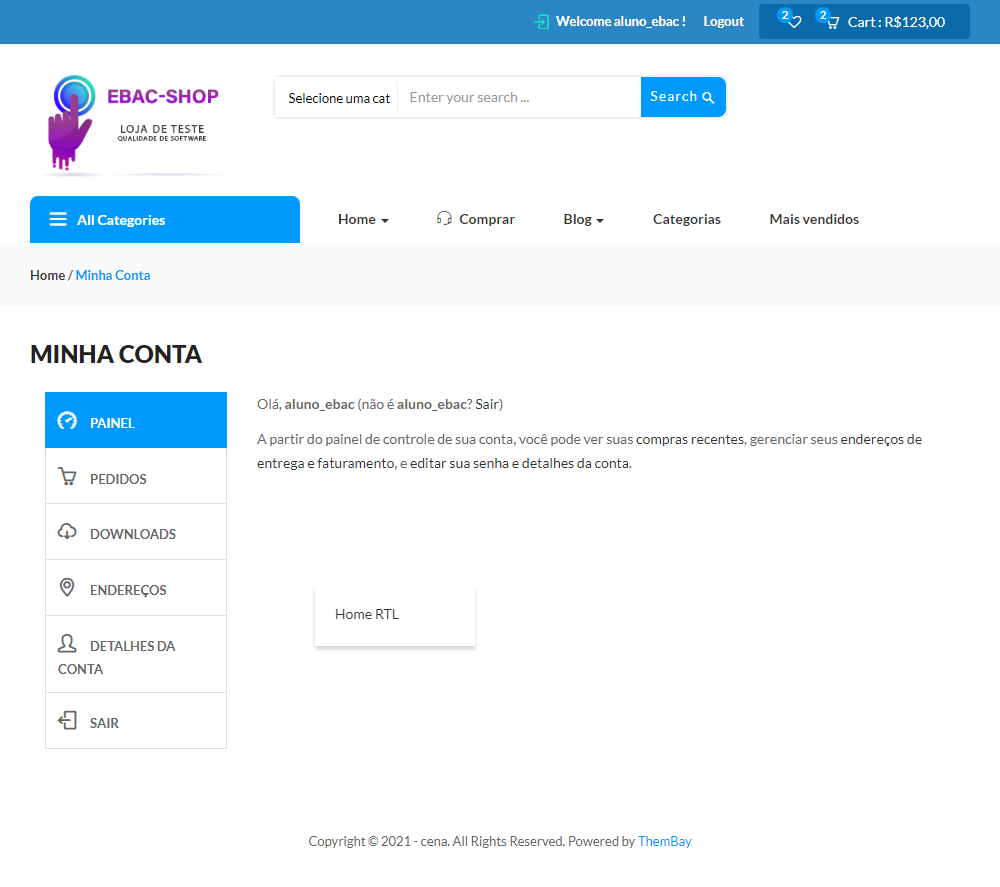 Welcome aluno_ebac ! Logout 2 2 Cart : R$123,00
EBAC-SHOP
LOJA DE TESTE
QUALIDADE DE SOFTWARE
Selecione uma cat Enter your search ... Search
All Categories Home Comprar Blog Categorias Mais vendidos
Home / Minha Conta
MINHA CONTA
PAINEL
PEDIDOS
DOWNLOADS
ENDEREÇOS
DETALHES DA
CONTA
SAIR
Olá, aluno_ebac (não é aluno_ebac? Sair)
A partir do painel de controle de sua conta, você pode ver suas compras recentes, gerenciar seus endereços de
entrega e faturamento, e editar sua senha e detalhes da conta.
Home RTL
Copyright © 2021 - cena. All Rights Reserved. Powered by ThemBay